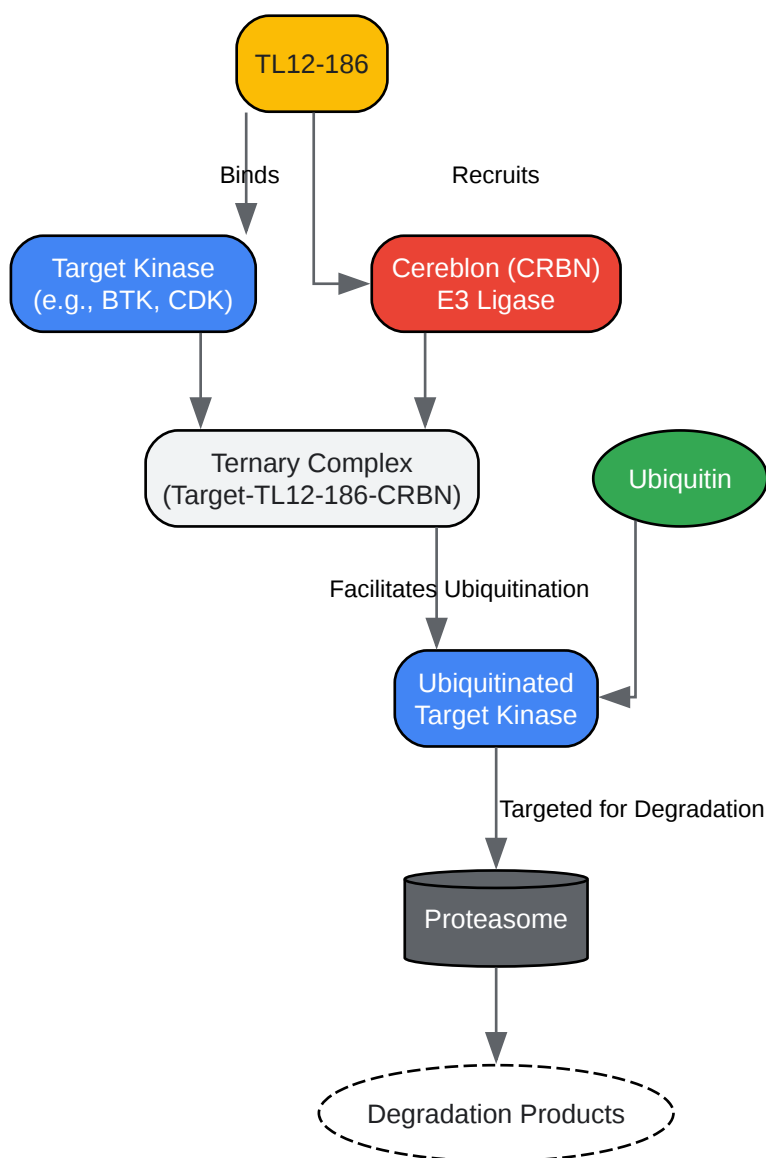 TL12-186
Binds
Recruits
Target Kinase
(e.g., BTK, CDK)
Cereblon (CRBN)
E3 Ligase
Ternary Complex
(Target-TL12-186-CRBN)
Ubiquitin
Facilitates Ubiquitination
Ubiquitinated
Target Kinase
Targeted for Degradation
Proteasome
Degradation Products